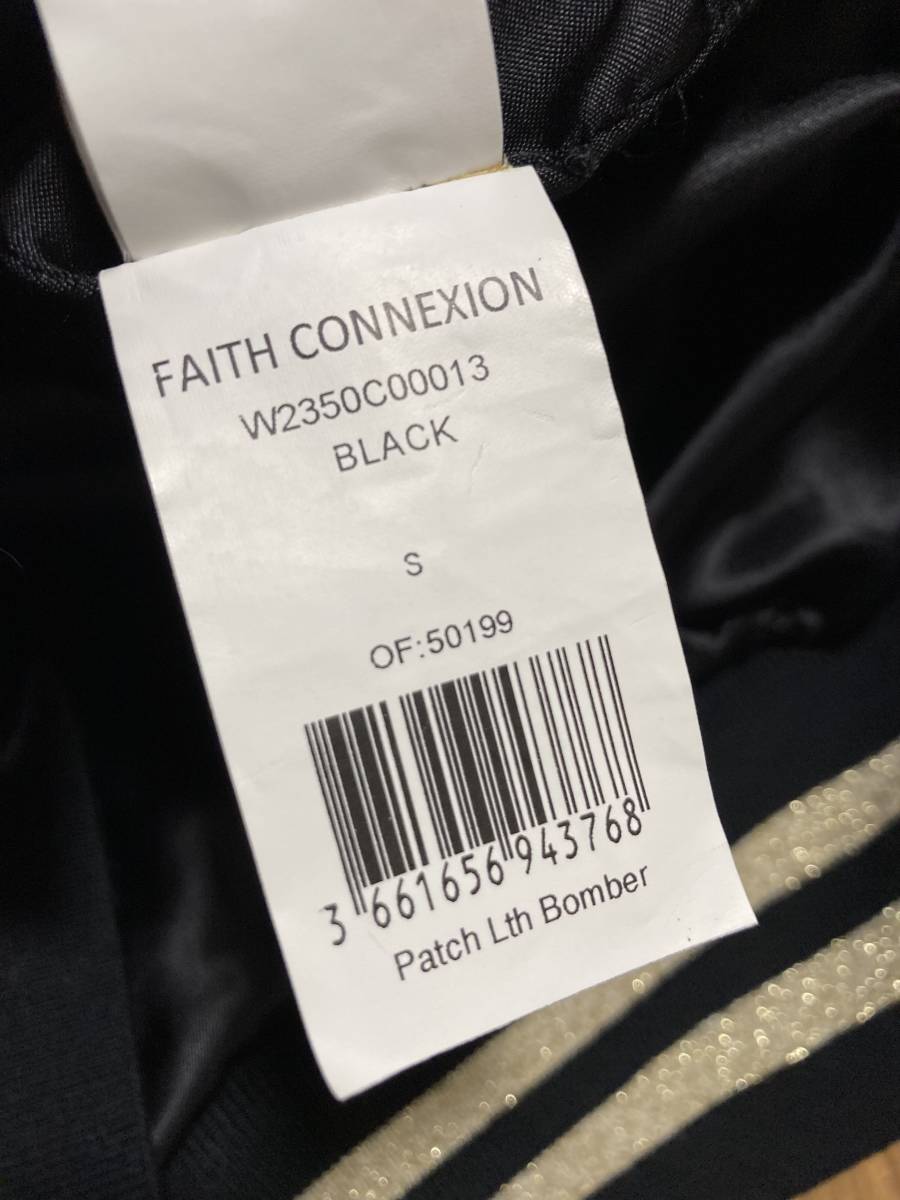 FAITH CONNEXION
W2350C00013
BLACK
S
OF:50199
3 661656 943768
Patch Lth Bomber